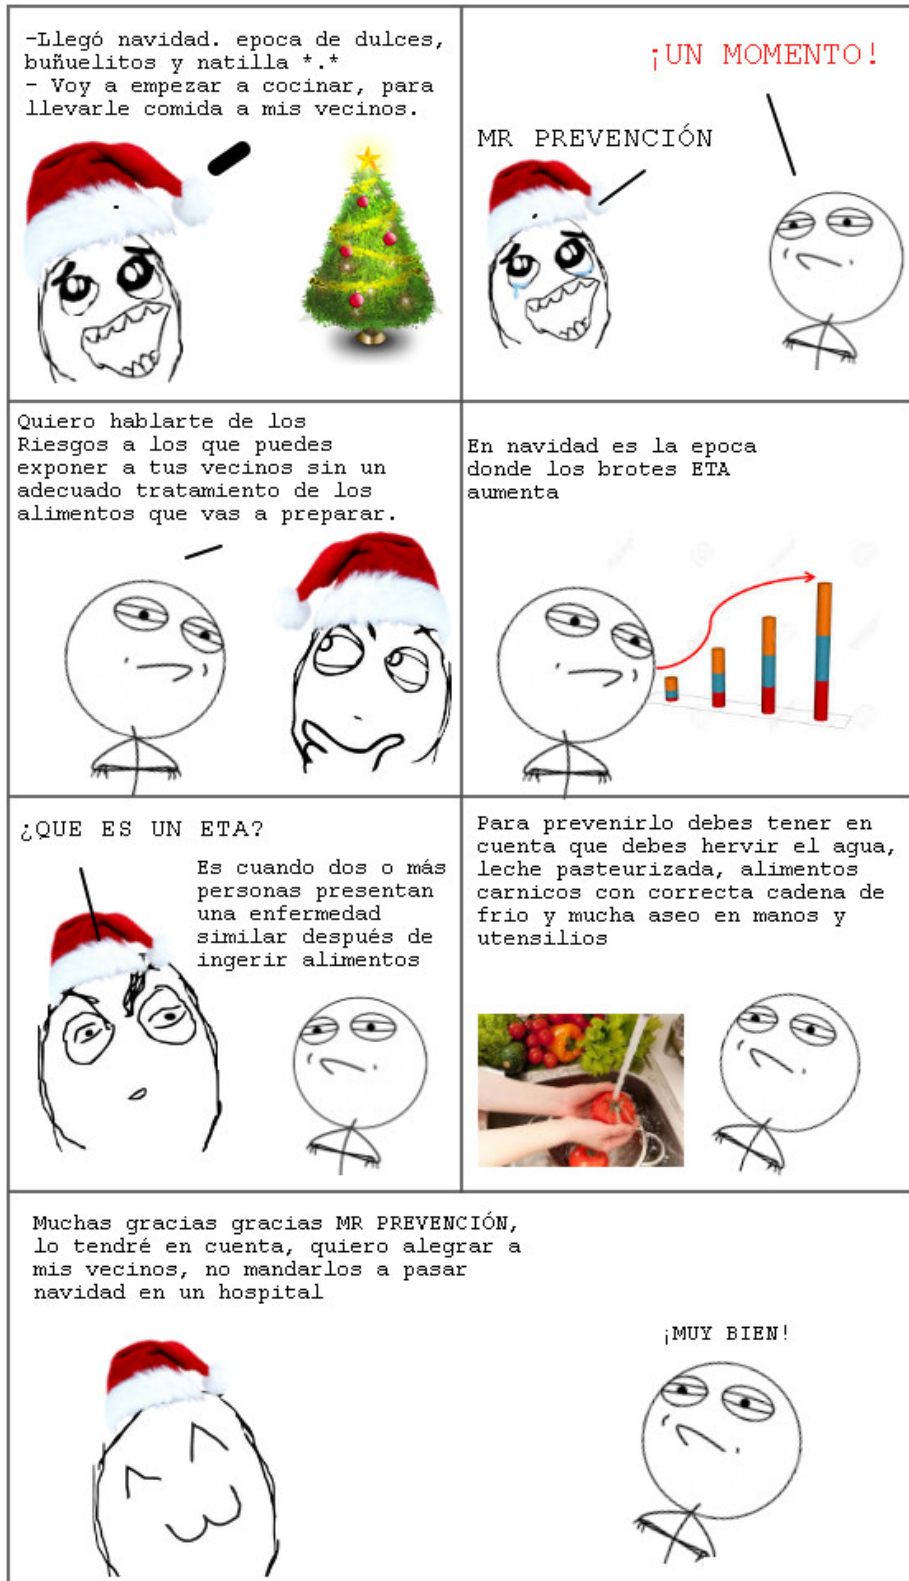 -Llegó navidad. epoca de dulces,
buñuelitos y natilla *.*
- Voy a empezar a cocinar, para
llevarle comida a mis vecinos.
¡UN MOMENTO!
MR PREVENCIÓN
Quiero hablarte de los
Riesgos a los que puedes
exponer a tus vecinos sin un
adecuado tratamiento de los
alimentos que vas a preparar.
En navidad es la epoca
donde los brotes ETA
aumenta
¿QUE ES UN ETA?
Es cuando dos o más
personas presentan
una enfermedad
similar después de
ingerir alimentos
Para prevenirlo debes tener en
cuenta que debes hervir el agua,
leche pasteurizada, alimentos
carnicos con correcta cadena de
frio y mucha aseo en manos y
utensilios
Muchas gracias gracias MR PREVENCIÓN,
lo tendré en cuenta, quiero alegrar a
mis vecinos, no mandarlos a pasar
navidad en un hospital
¡MUY BIEN!